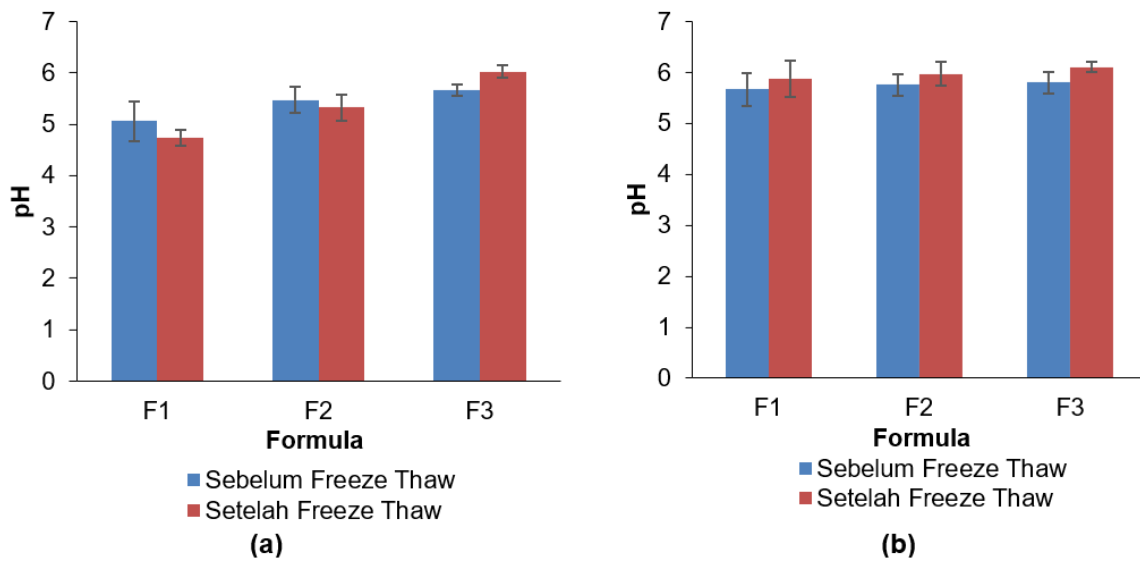 7
6
5
4
3
2
1
0
pH
F1 F2 F3
Formula
Sebelum Freeze Thaw
Setelah Freeze Thaw
(a)
7
6
5
4
3
2
1
0
pH
F1 F2 F3
Formula
Sebelum Freeze Thaw
Setelah Freeze Thaw
(b)